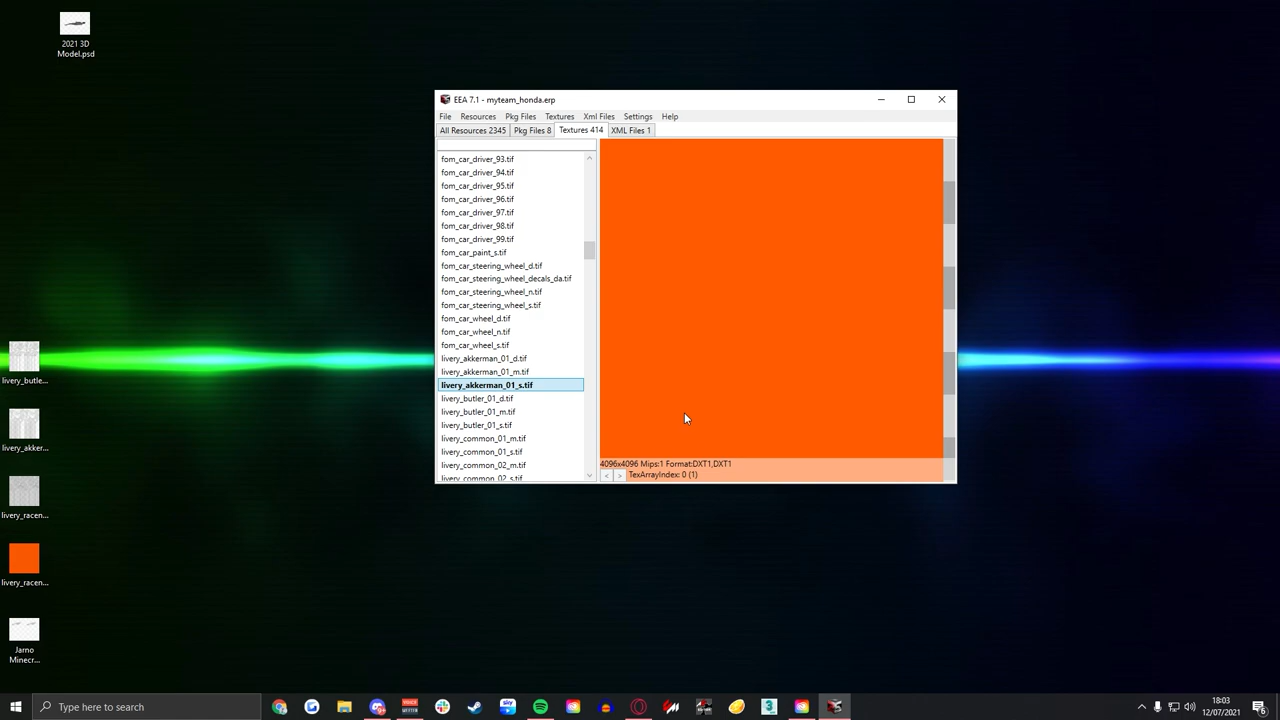 2021 3D
Model.psd
EEA 7.1 - myteam_honda.erp
File Resources Pkg Files Textures Xml Files Settings Help
All Resources 2345 Pkg Files 8 Textures 414 XML Files 1
fom_car_driver_93.tif
fom_car_driver_94.tif
fom_car_driver_95.tif
fom_car_driver_96.tif
fom_car_driver_97.tif
fom_car_driver_98.tif
fom_car_driver_99.tif
fom_car_paint_s.tif
fom_car_steering_wheel_d.tif
fom_car_steering_wheel_decals_da.tif
fom_car_steering_wheel_n.tif
fom_car_steering_wheel_s.tif
fom_car_wheel_d.tif
fom_car_wheel_n.tif
fom_car_wheel_s.tif
livery_akkerman_01_d.tif
livery_akkerman_01_m.tif
livery_akkerman_01_s.tif
livery_butler_01_d.tif
livery_butler_01_m.tif
livery_butler_01_s.tif
livery_common_01_m.tif
livery_common_01_s.tif
livery_common_02_m.tif
livery_common_02_s.tif
4096x4096 Mips:1 Format:DXT1,DXT1
< > TexArrayIndex: 0 (1)
livery_butle...
livery_akker...
livery_racen...
livery_racen...
Jarno
Minecr...
Type here to search
sky
3
18:03
12/07/2021